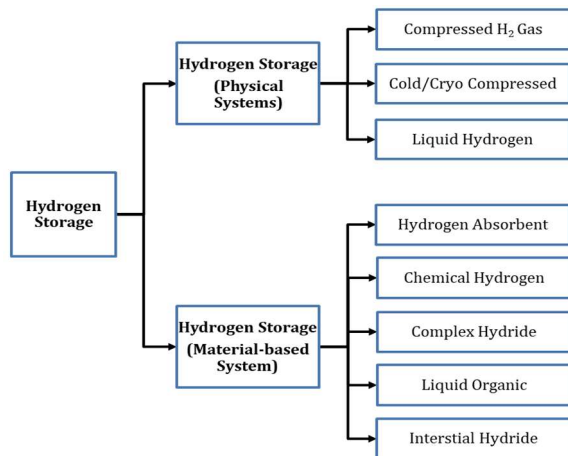 Hydrogen
Storage
Hydrogen Storage
(Physical
Systems)
Compressed H₂ Gas
Cold/Cryo Compressed
Liquid Hydrogen
Hydrogen Storage
(Material-based
System)
Hydrogen Absorbent
Chemical Hydrogen
Complex Hydride
Liquid Organic
Interstial Hydride